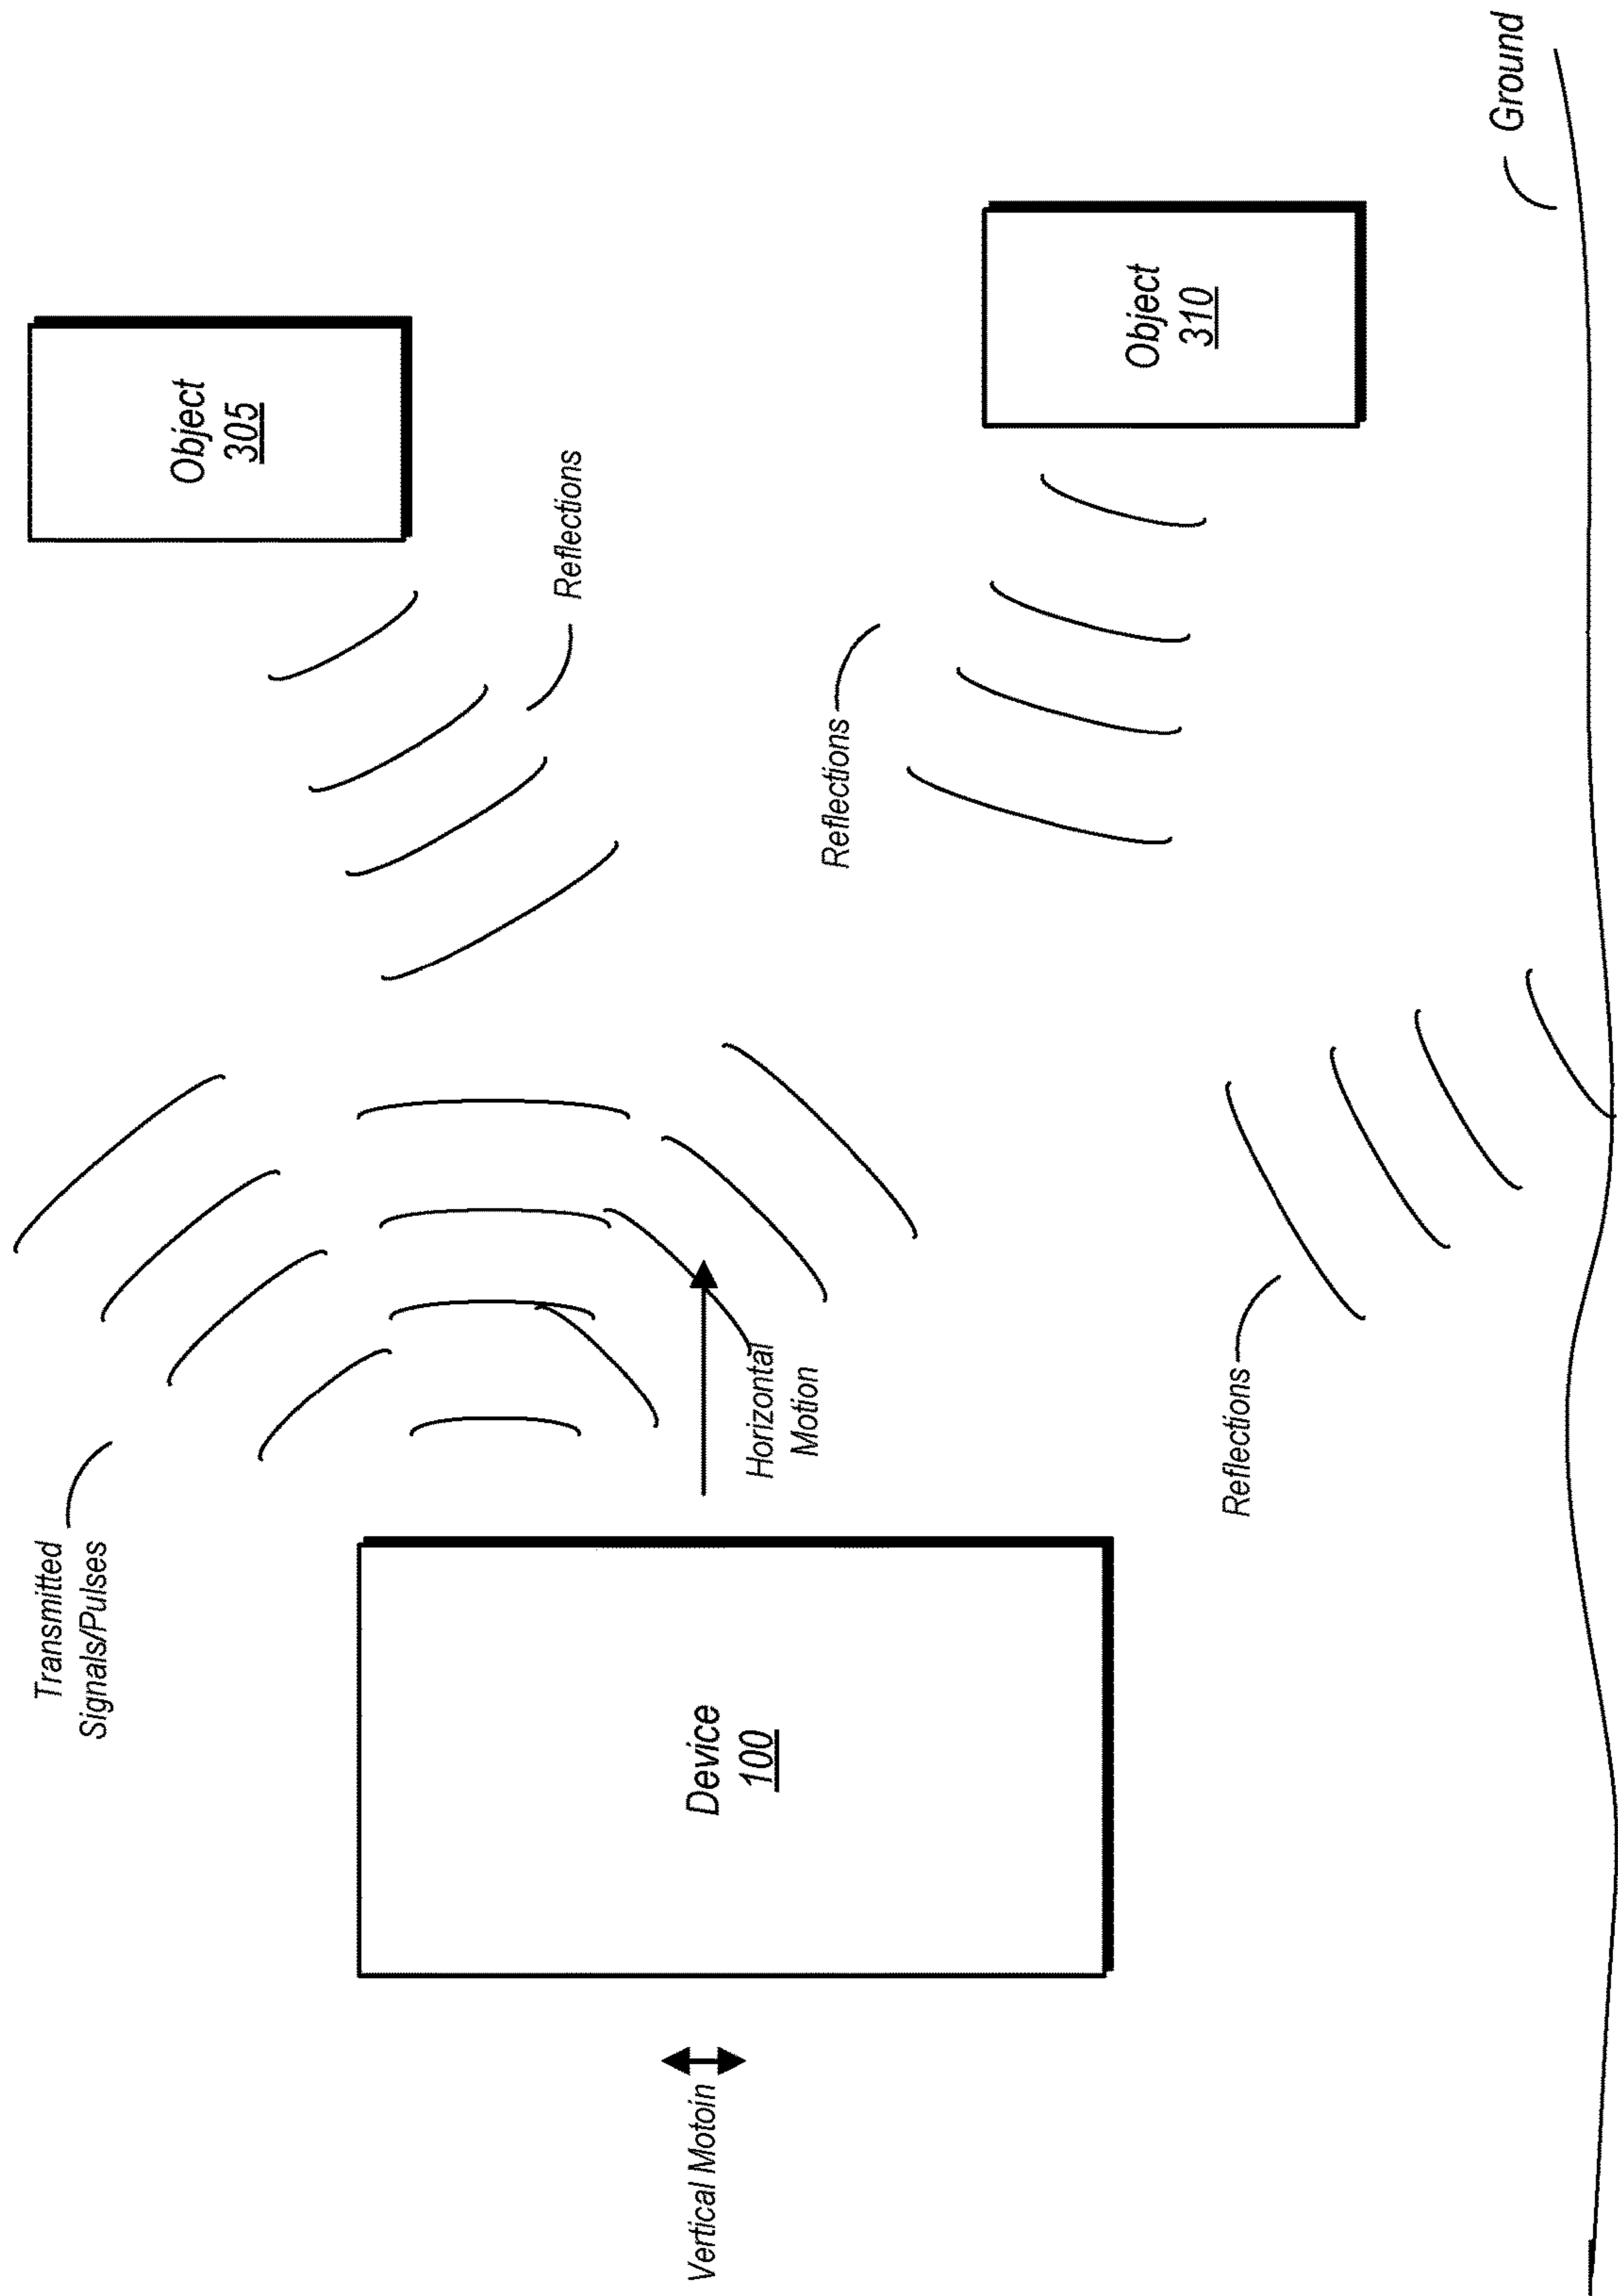 Transmitted
Signals/Pulses
Object
305
Reflections
Vertical Motoin
Device
100
Horizontal
Motion
Reflections
Object
310
Reflections
Ground